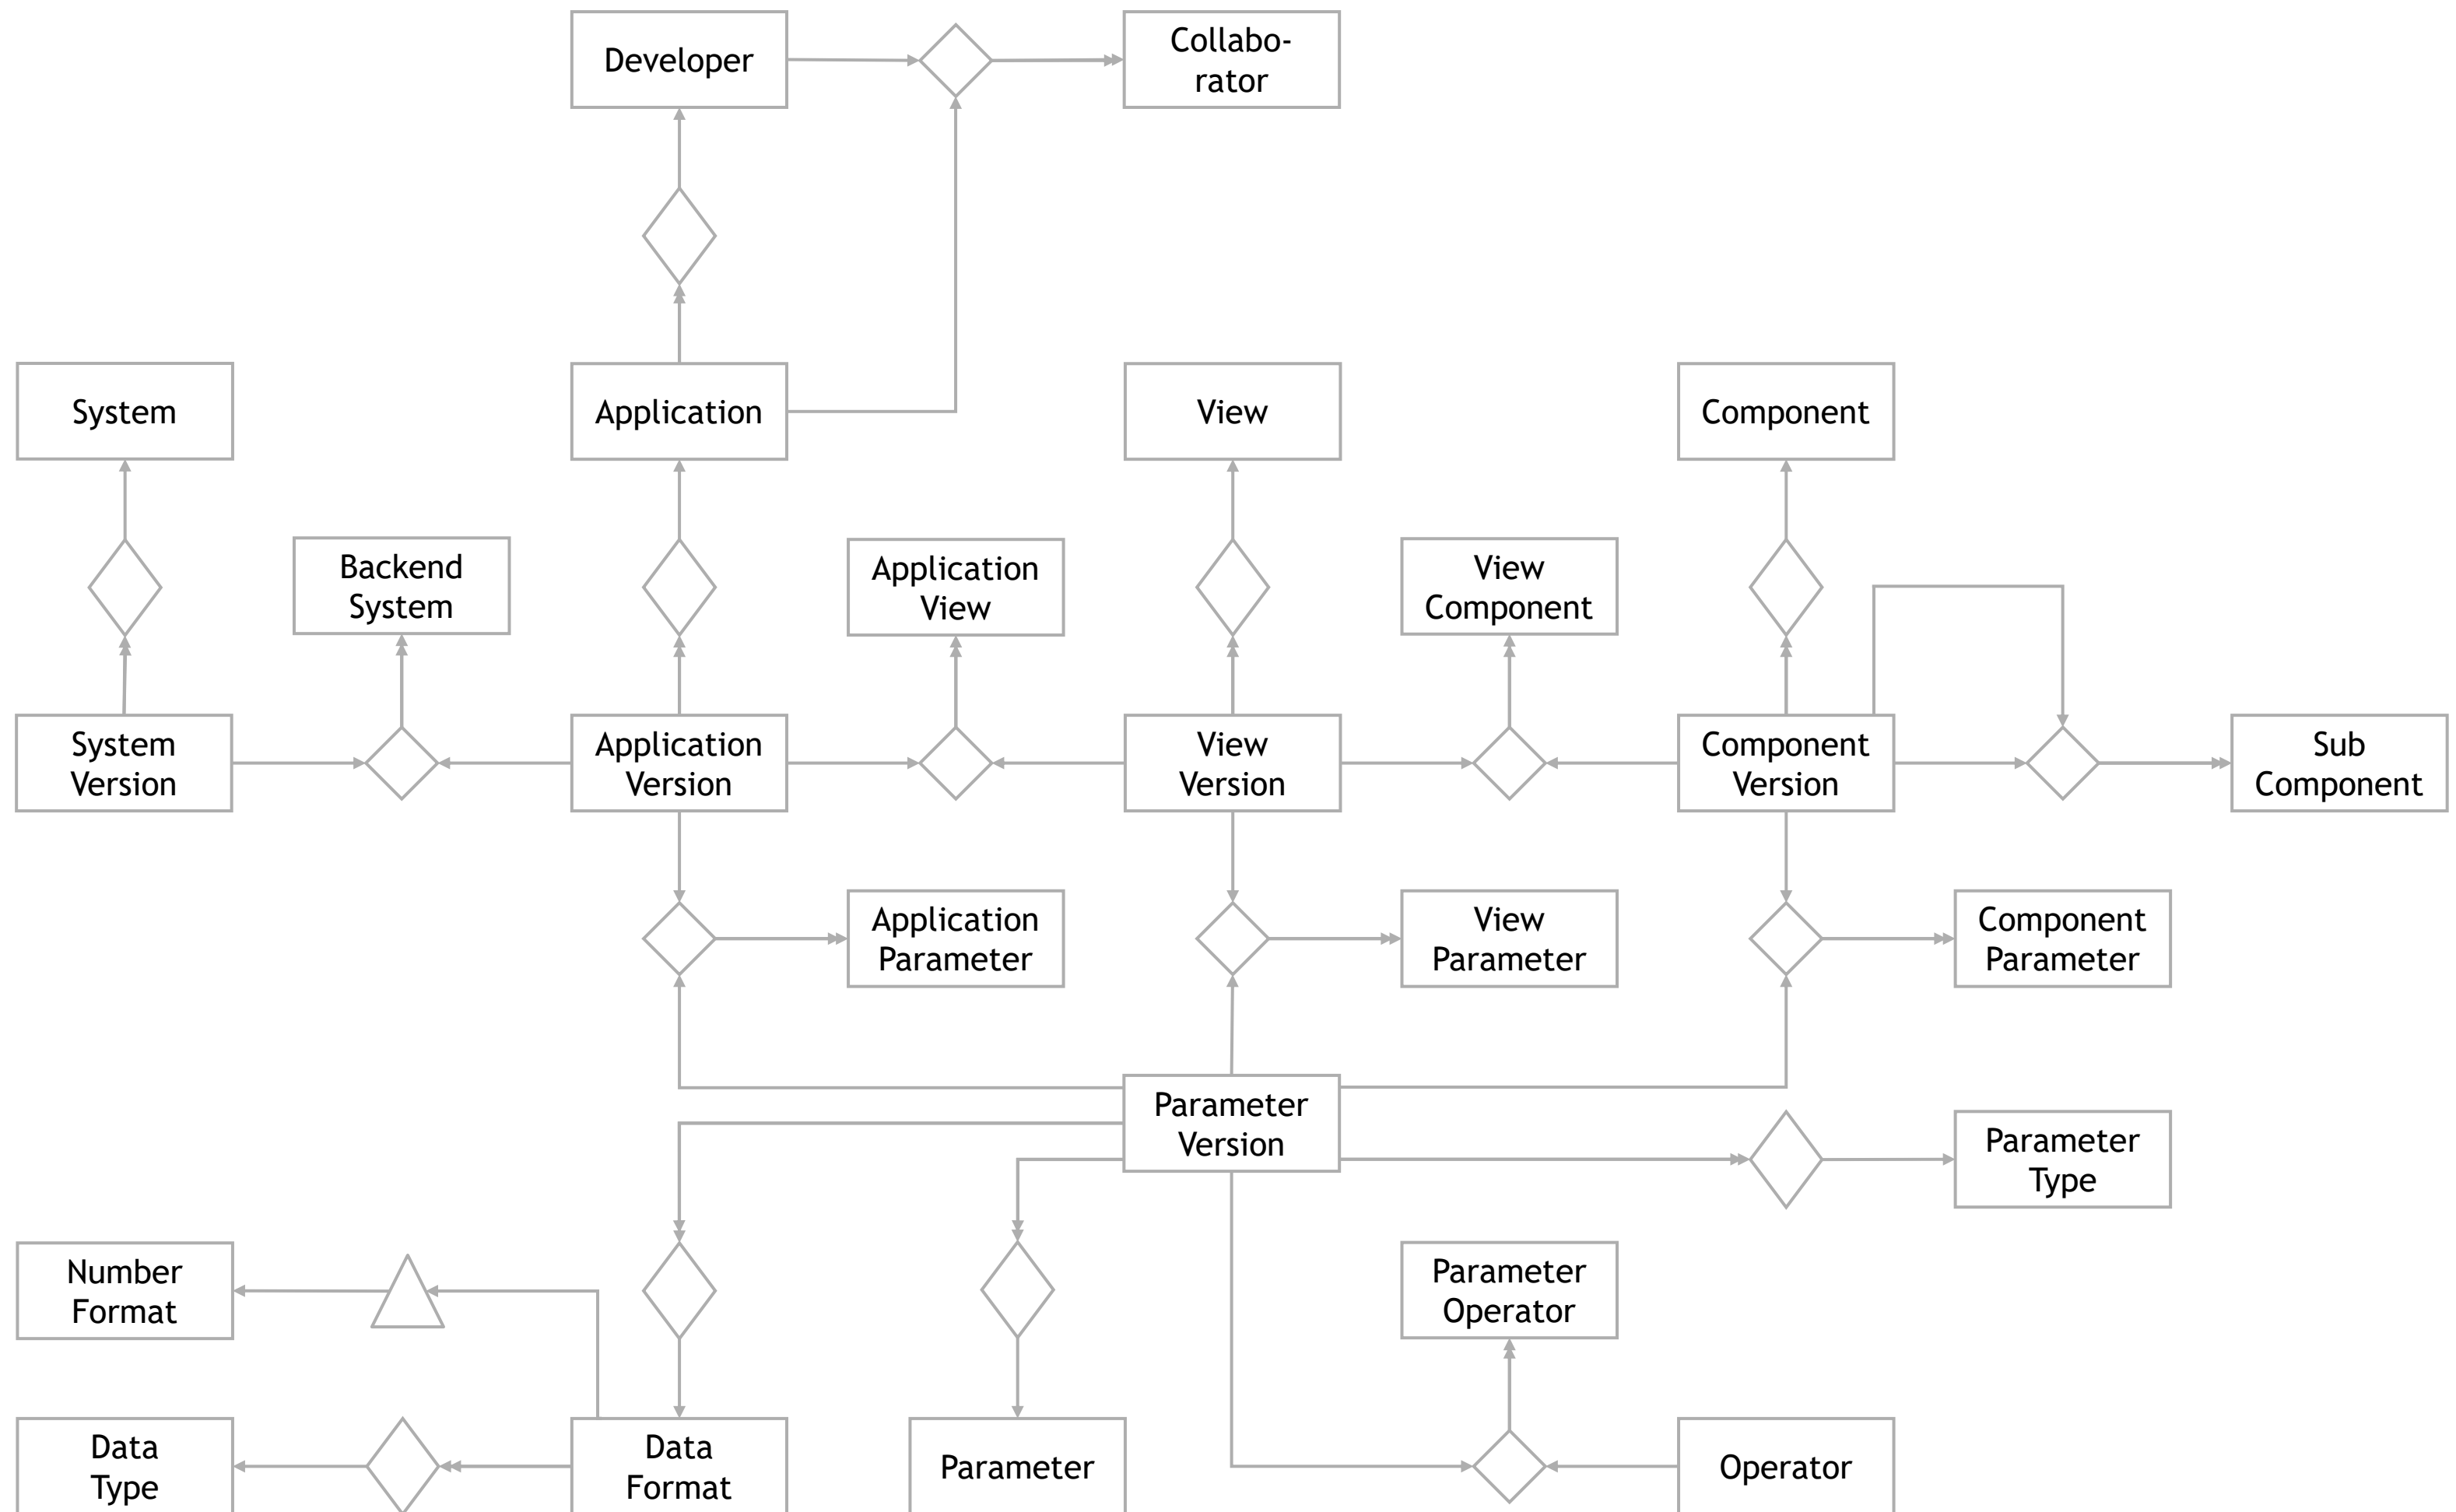 Developer
Collabo-
rator
System
Application
View
Component
Backend
System
Application
View
View
Component
System
Version
Application
Version
View
Version
Component
Version
Sub
Component
Application
Parameter
View
Parameter
Component
Parameter
Parameter
Version
Parameter
Type
Number
Format
Parameter
Operator
Data
Type
Data
Format
Parameter
Operator